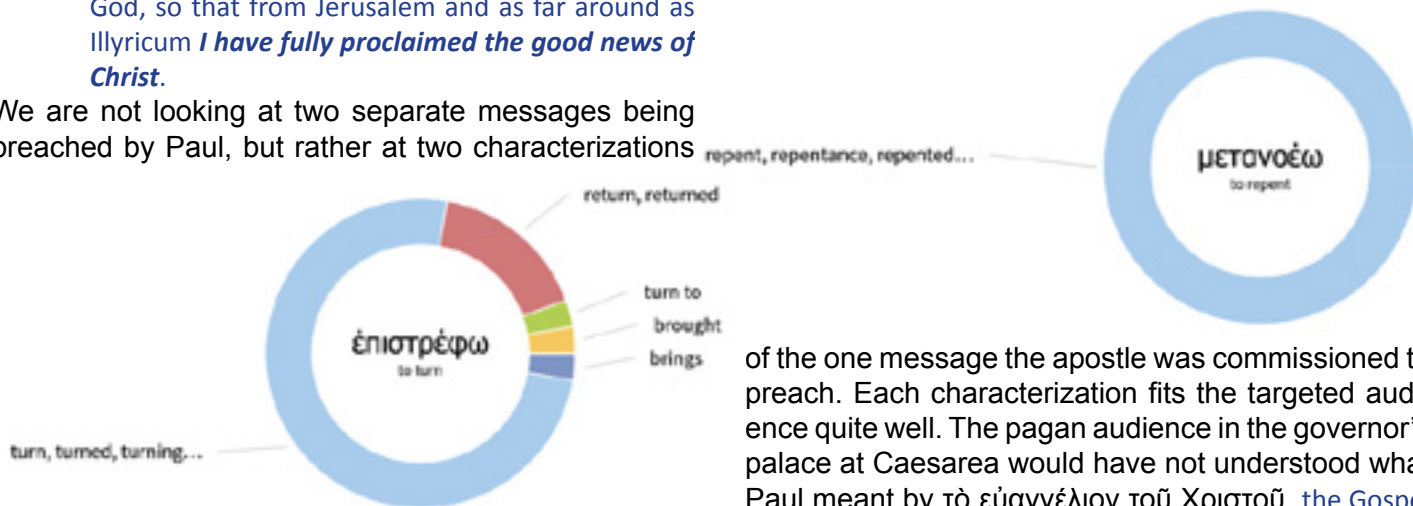 God, so that from Jerusalem and as far around as
Illyricum I have fully proclaimed the good news of
Christ.
We are not looking at two separate messages being
preached by Paul, but rather at two characterizations
return, returned
turn to
brought
brings
ἐπιστρέφω
to turn
turn, turned, turning...
repent, repentance, repented...
μετανοέω
to repent
of the one message the apostle was commissioned
preach. Each characterization fits the targeted aud
ence quite well. The pagan audience in the governor'
palace at Caesarea would have not understood
Paul meant by τὸ εὐαγγέλιον τοῦ Χριστοῦ, the Gospe